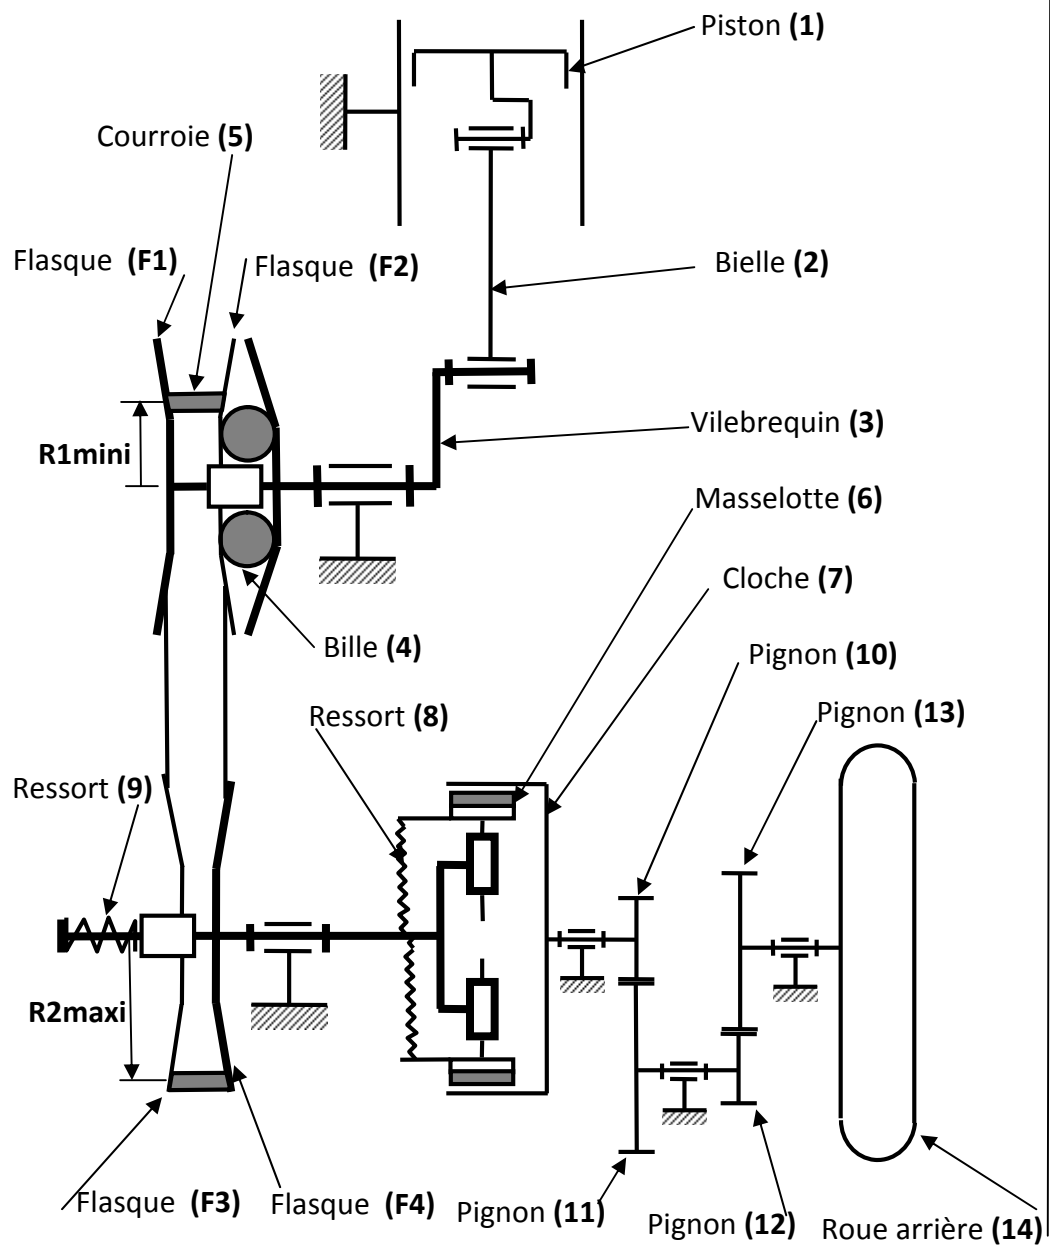 Piston (1)
Courroie (5)
Flasque (F1)
Flasque (F2)
Bielle (2)
R1mini
Vilebrequin (3)
Masselotte (6)
Cloche (7)
Bille (4)
Pignon (10)
Ressort (8)
Pignon (13)
Ressort (9)
R2maxi
Flasque (F3)
Flasque (F4)
Pignon (11)
Pignon (12)
Roue arrière (14)